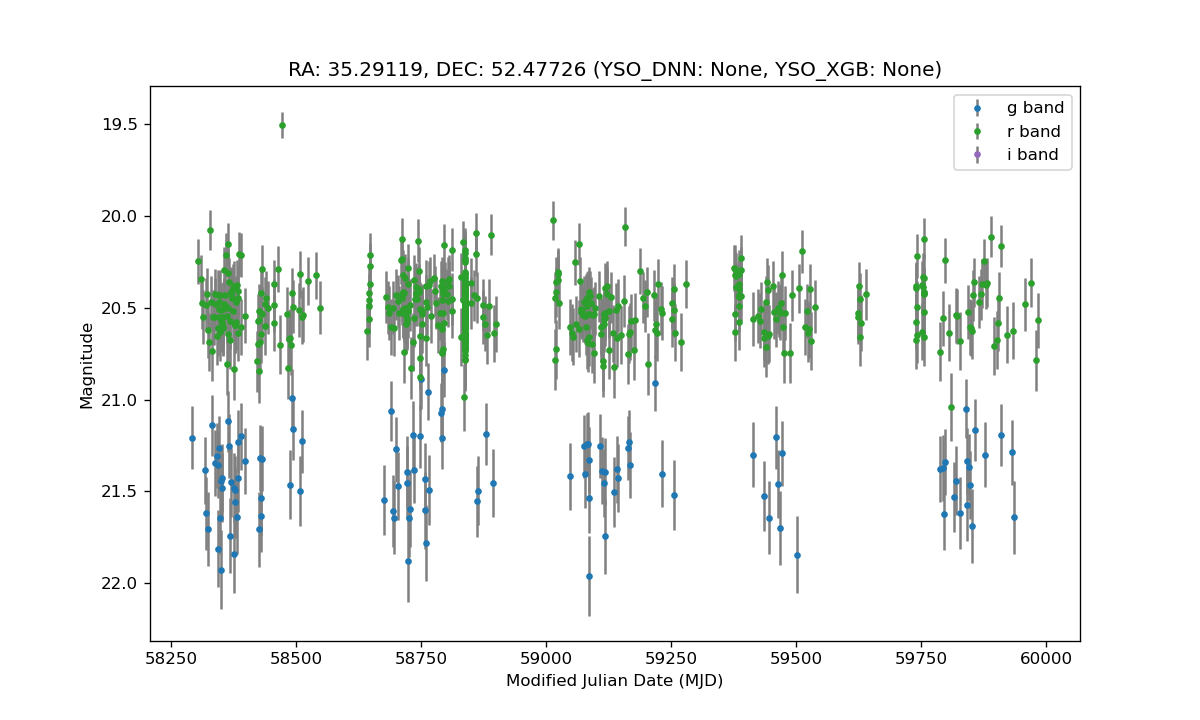 RA: 35.29119, DEC: 52.47726 (YSO_DNN: None, YSO_XGB: None)
g band
r band
i band
19.5
20.0
20.5
21.0
21.5
22.0
Magnitude
58250 58500 58750 59000 59250 59500 59750 60000
Modified Julian Date (MJD)